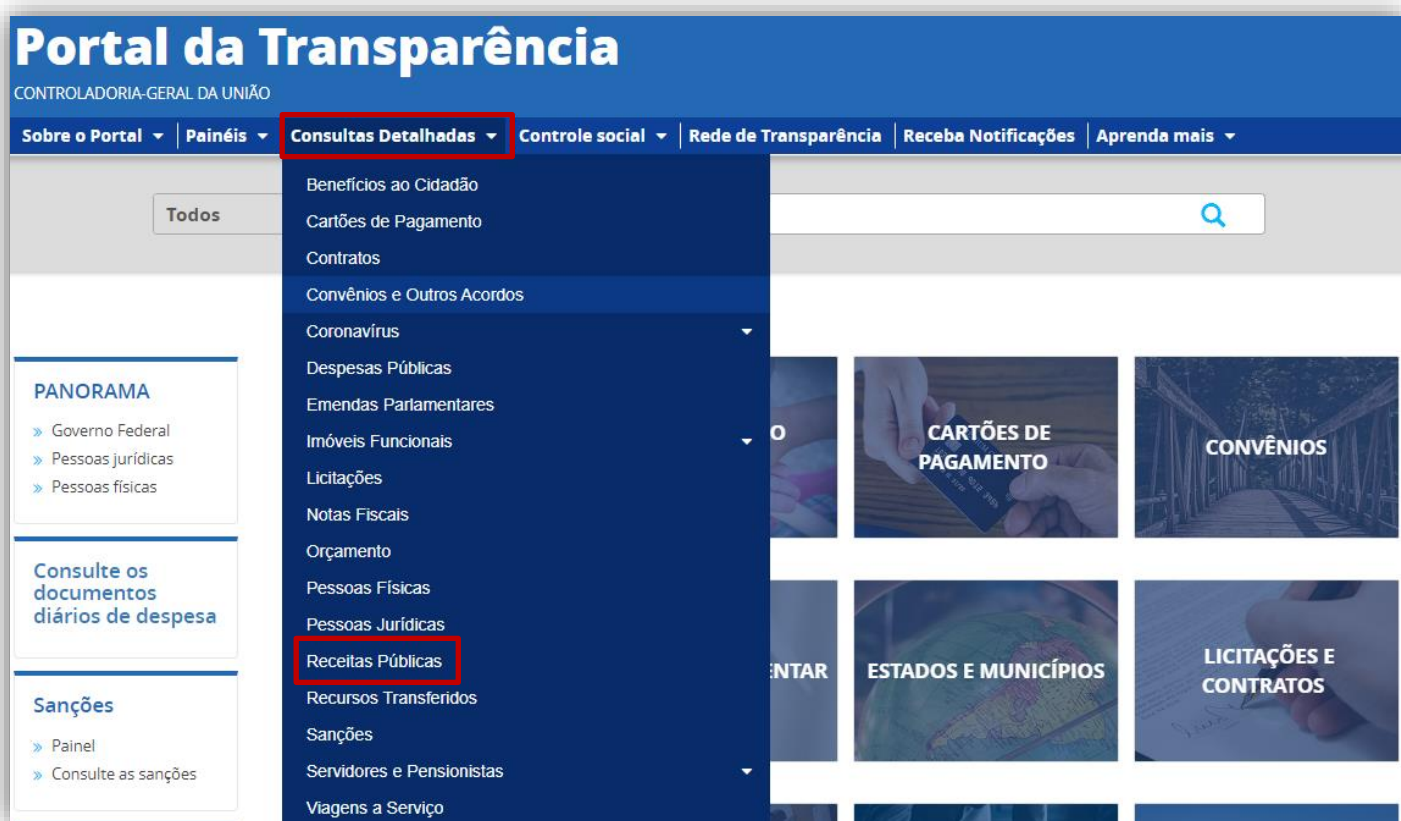 Portal da Transparência
CONTROLADORIA-GERAL DA UNIÃO
Sobre o Portal
Painéis
Consultas Detalhadas
Controle social
Rede de Transparência
Receba Notificações
Aprenda mais
Todos
Benefícios ao Cidadão
Cartões de Pagamento
Contratos
Convênios e Outros Acordos
Coronavírus
Despesas Públicas
Emendas Parlamentares
Imóveis Funcionais
Licitações
Notas Fiscais
Orçamento
Pessoas Físicas
Pessoas Jurídicas
Receitas Públicas
Recursos Transferidos
Sanções
Servidores e Pensionistas
Viagens a Serviço
PANORAMA
» Governo Federal
» Pessoas jurídicas
» Pessoas físicas
Consulte os
documentos
diários de despesa
Sanções
» Painel
» Consulte as sanções
O
CARTÕES DE
PAGAMENTO
CONVÊNIOS
NTAR
ESTADOS E MUNICÍPIOS
LICITAÇÕES E
CONTRATOS